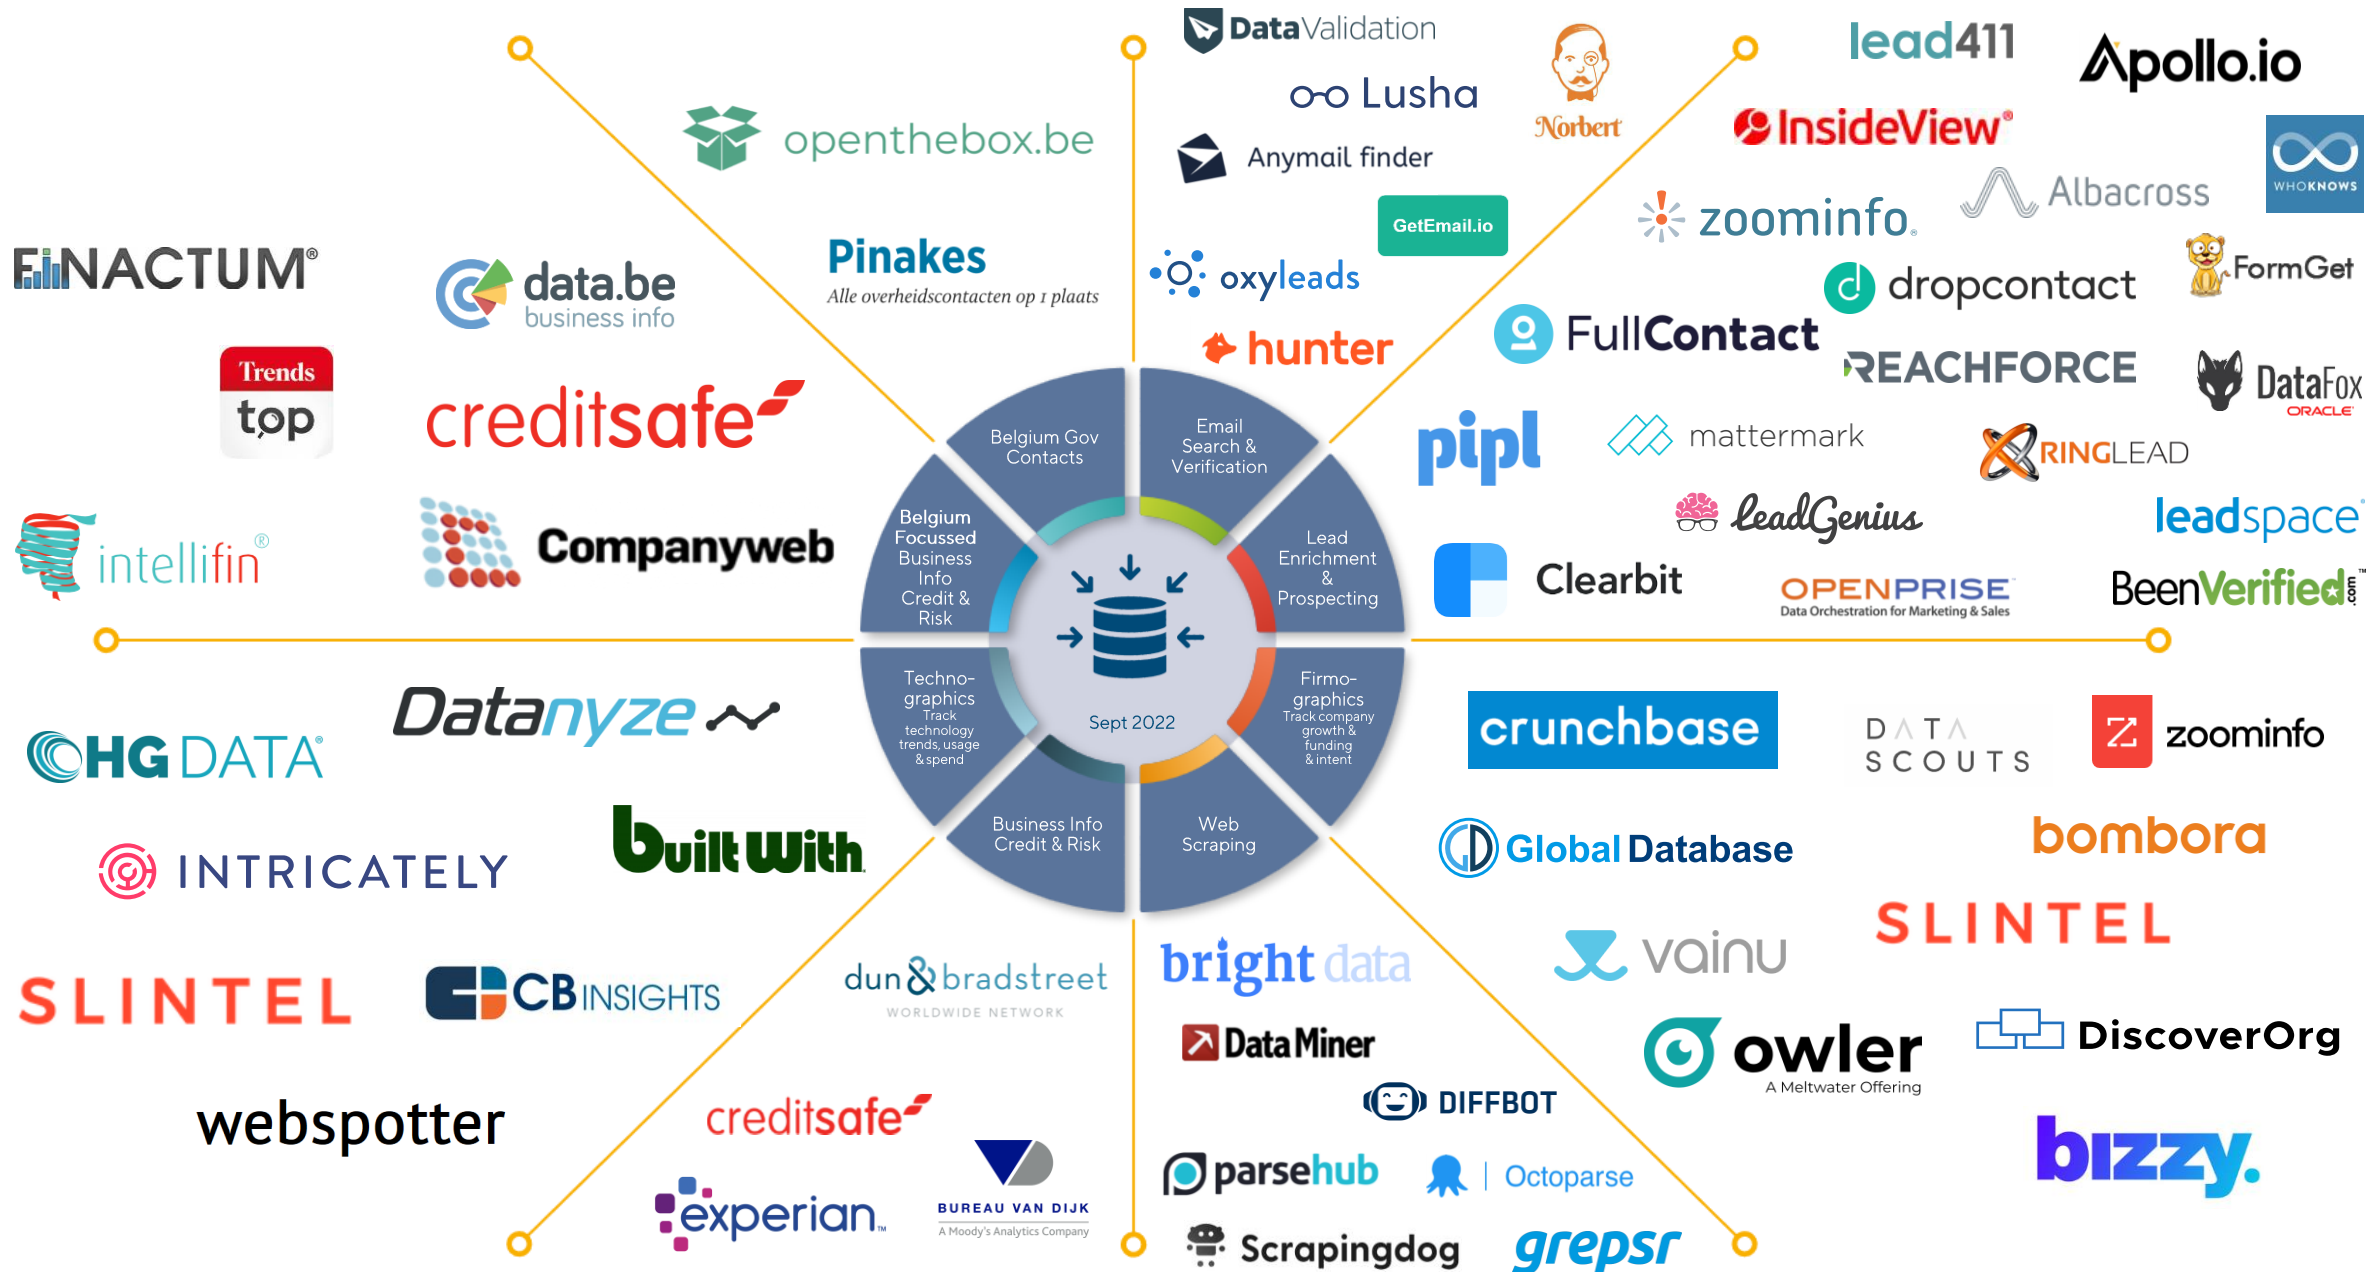 DataValidation
Lusha
Anymail finder
GetEmail.io
oxyleads
hunter
Norbert
lead411
Apollo.io
InsideView®
WHOKNOWS
Albacross
zoominfo®
dropcontact
FormGet
FullContact
REACHFORCE
DataFox
ORACLE
pipl
mattermark
RINGLEAD
LeadGenius
leadspace
Clearbit
OPENPRISE™
Data Orchestration for Marketing & Sales
BeenVerified.com™
openthebox.be
Pinakes
Alle overheidscontacten op 1 plaats
FiNACTUM®
data.be
business info
Trends
top
creditsafe
intellifin®
Companyweb
Belgium Gov
Contacts
Email
Search &
Verification
Belgium
Focussed
Business
Info
Credit &
Risk
Lead
Enrichment
&
Prospecting
Techno-
graphics
Track
technology
trends, usage
& spend
Sept 2022
Firmo-
graphics
Track company
growth &
funding
& intent
Business Info
Credit & Risk
Web
Scraping
HG DATA®
Datanyze
builtWith
INTRICATELY
SLINTEL
CBINSIGHTS
webspotter
dun&bradstreet
WORLDWIDE NETWORK
creditsafe
experian™
BUREAU VAN DIJK
A Moody's Analytics Company
bright data
Data Miner
DIFFBOT
parsehub
Octoparse
Scrapingdog
grepsr
crunchbase
DATA
SCOUTS
Z zoominfo
Global Database
bombora
SLINTEL
vainu
owler
A Meltwater Offering
DiscoverOrg
bizzy.